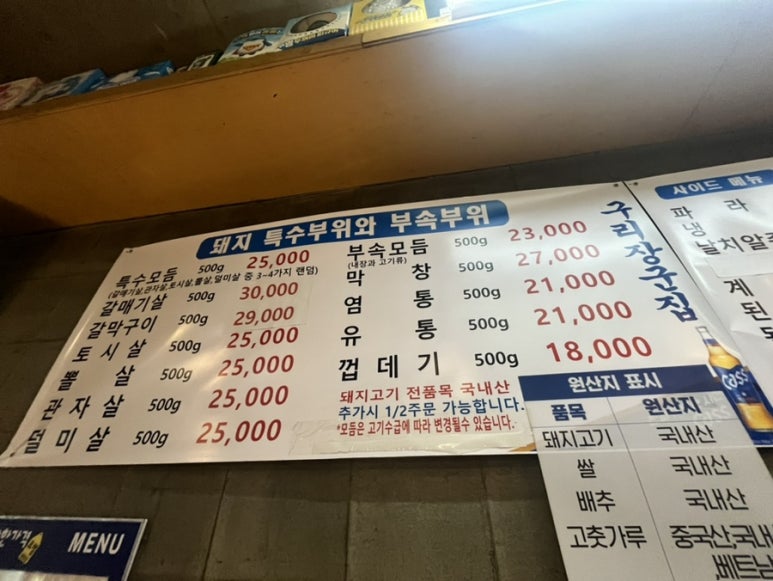 돼지 특수부위와 부속부위
특수모듬 500g 25,000
(갈매기살,관자살,토시살,뽈살,덜미살 중 3~4가지 랜덤)
갈매기살 500g 30,000
갈막구이 500g 29,000
토시살 500g 25,000
뽈살 500g 25,000
관자살 500g 25,000
덜미살 500g 25,000
부속모듬 500g 23,000
(내장과 고기류)
막창 500g 27,000
염통 500g 21,000
유통 500g 21,000
껍데기 500g 18,000
돼지고기 전품목 국내산
추가시 1/2주문 가능합니다.
*모듬은 고기수급에 따라 변경될수 있습니다.
구리장군집
사이드 메뉴
파
라
냉
날치알
계
된
Cass
원산지 표시
품목 원산지
돼지고기 국내산
쌀 국내산
배추 국내산
고춧가루 중국산,국내
베트남
MENU